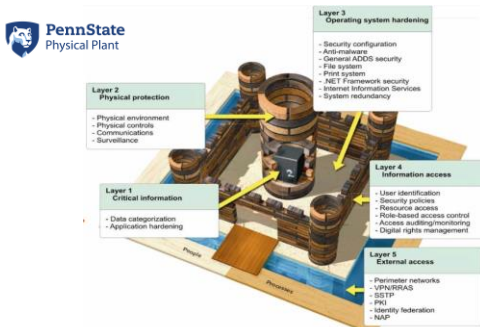 PennState
Physical Plant
Layer 3
Operating system hardening
- Security configuration
- Anti-malware
- General ADDS security
- File system
- Print system
- .NET Framework security
- Internet Information Services
- System redundancy
Layer 2
Physical protection
- Physical environment
- Physical controls
- Communications
- Surveillance
Layer 4
Information access
- User identification
- Security policies
- Resource access
- Role-based access control
- Access auditing/monitoring
- Digital rights management
Layer 1
Critical information
- Data categorization
- Application hardening
Layer 5
External access
- Perimeter networks
- VPN/RRAS
- SSTP
- PKI
- Identity federation
- NAP
People
Processes